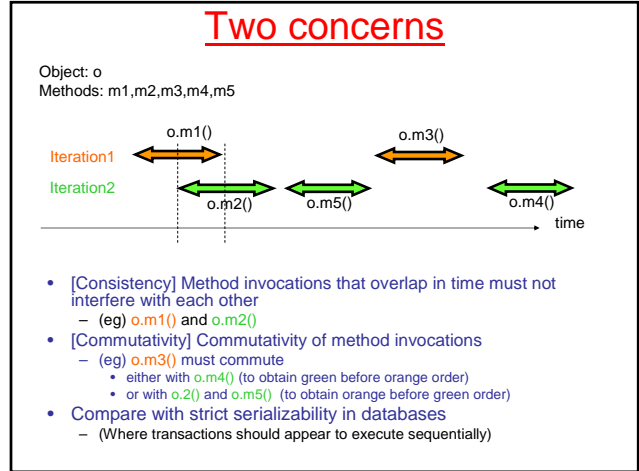 Two concerns
Object: o
Methods: m1,m2,m3,m4,m5
o.m1()
o.m3()
Iteration1
Iteration2
o.m2()
o.m5()
o.m4()
time
• [Consistency] Method invocations that overlap in time must not
interfere with each other
– (eg) o.m1() and o.m2()
• [Commutativity] Commutativity of method invocations
– (eg) o.m3() must commute
• either with o.m4() (to obtain green before orange order)
• or with o.2() and o.m5() (to obtain orange before green order)
• Compare with strict serializability in databases
– (Where transactions should appear to execute sequentially)